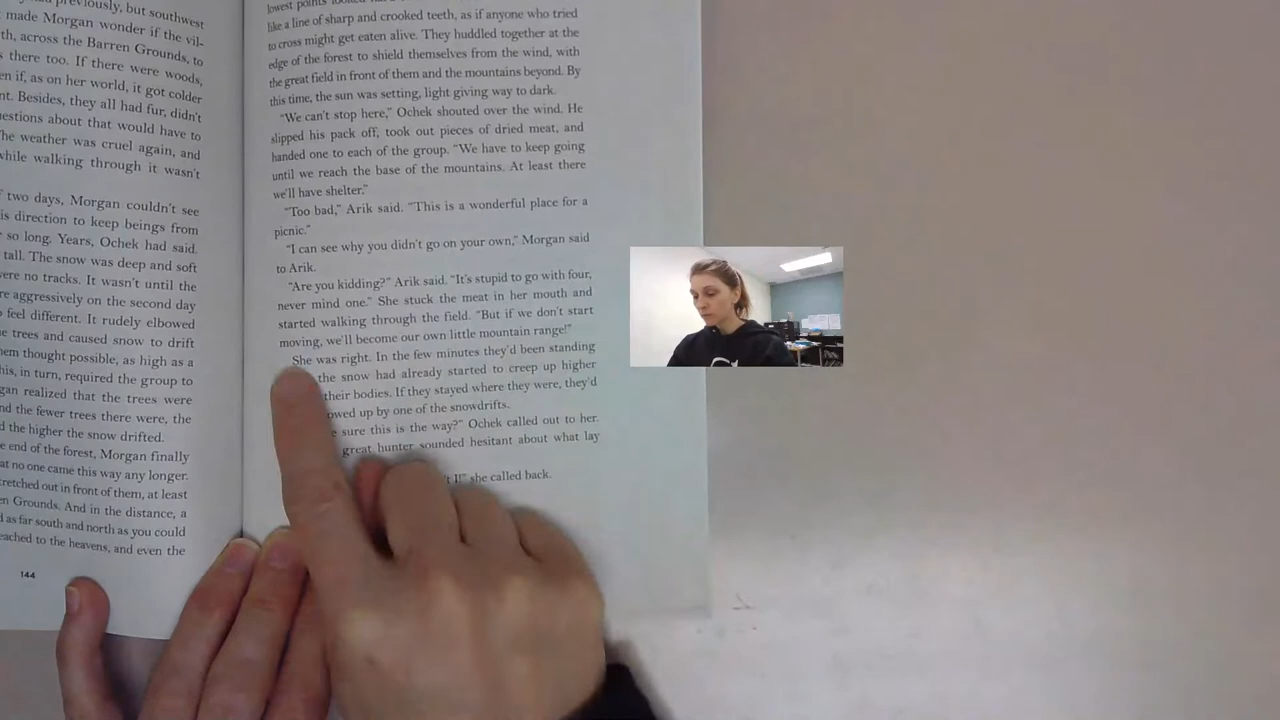 previously, but southwest
made Morgan wonder if the vil-
th, across the Barren Grounds, to
there too. If there were woods,
en if, as on her world, it got colder
nt. Besides, they all had fur, didn't
estions about that would have to
he weather was cruel again, and
while walking through it wasn't
two days, Morgan couldn't see
is direction to keep beings from
so long. Years, Ochek had said.
tall. The snow was deep and soft
ere no tracks. It wasn't until the
re aggressively on the second day
feel different. It rudely elbowed
e trees and caused snow to drift
em thought possible, as high as a
his, in turn, required the group to
gan realized that the trees were
nd the fewer trees there were, the
d the higher the snow drifted.
e end of the forest, Morgan finally
at no one came this way any longer.
retched out in front of them, at least
n Grounds. And in the distance, a
d as far south and north as you could
eached to the heavens, and even the
144
lowest points looked
like a line of sharp and crooked teeth, as if anyone who tried
to cross might get eaten alive. They huddled together at the
edge of the forest to shield themselves from the wind, with
the great field in front of them and the mountains beyond. By
this time, the sun was setting, light giving way to dark.
"We can't stop here," Ochek shouted over the wind. He
slipped his pack off, took out pieces of dried meat, and
handed one to each of the group. "We have to keep going
until we reach the base of the mountains. At least there
we'll have shelter."
"Too bad," Arik said. "This is a wonderful place for a
picnic."
"I can see why you didn't go on your own," Morgan said
to Arik.
"Are you kidding?" Arik said. "It's stupid to go with four,
never mind one." She stuck the meat in her mouth and
started walking through the field. "But if we don't start
moving, we'll become our own little mountain range!"
She was right. In the few minutes they'd been standing
the snow had already started to creep up higher
their bodies. If they stayed where they were, they'd
owed up by one of the snowdrifts.
sure this is the way?" Ochek called out to her.
great hunter sounded hesitant about what lay
I!" she called back.